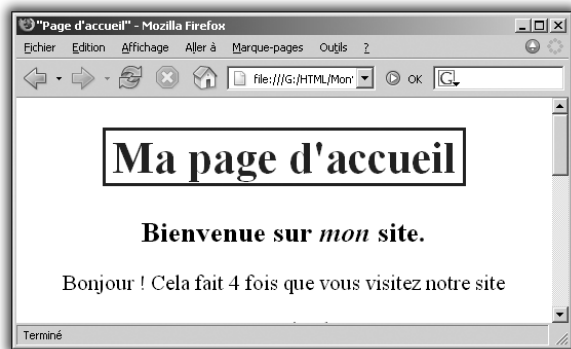 "Page d'accueil" - Mozilla Firefox
Fichier Edition Affichage Aller à Marque-pages Outils ?
file:///G:/HTML/Mon OK G
Ma page d'accueil
Bienvenue sur mon site.
Bonjour ! Cela fait 4 fois que vous visitez notre site
Terminé